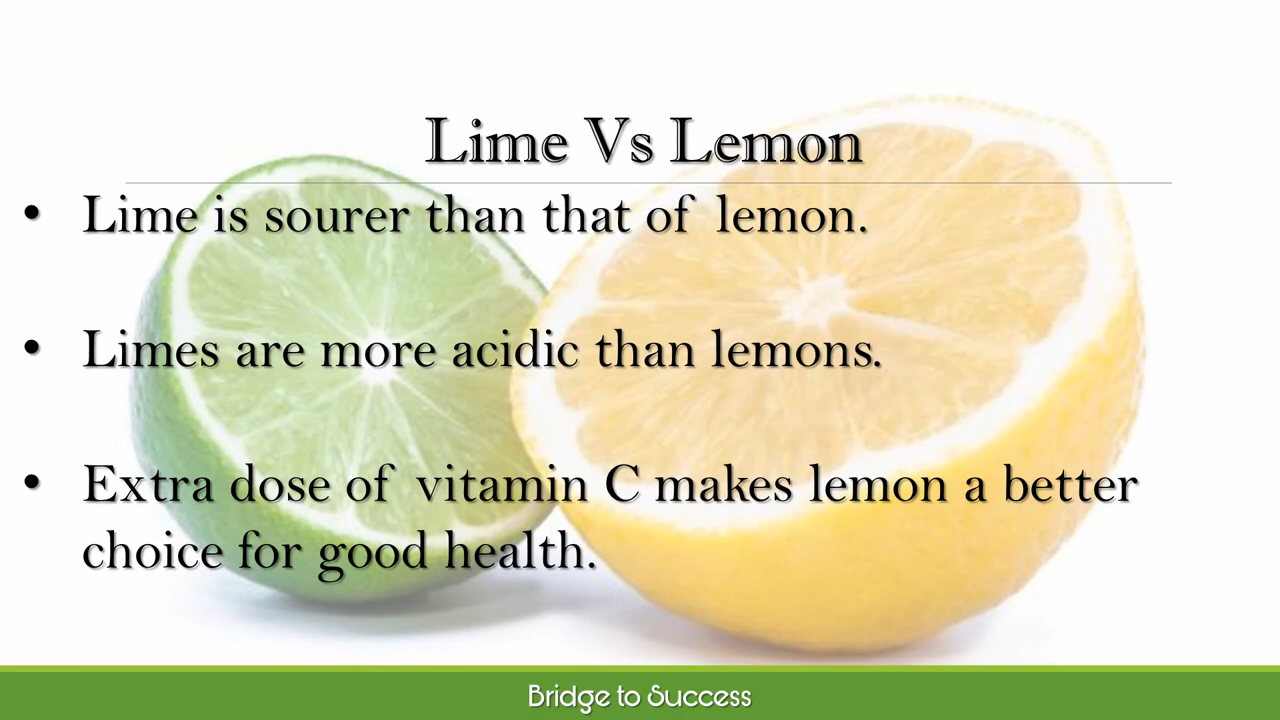 Lime Vs Lemon
• Lime is sourer than that of lemon.
• Limes are more acidic than lemons.
• Extra dose of vitamin C makes lemon a better
choice for good health.
Bridge to Success